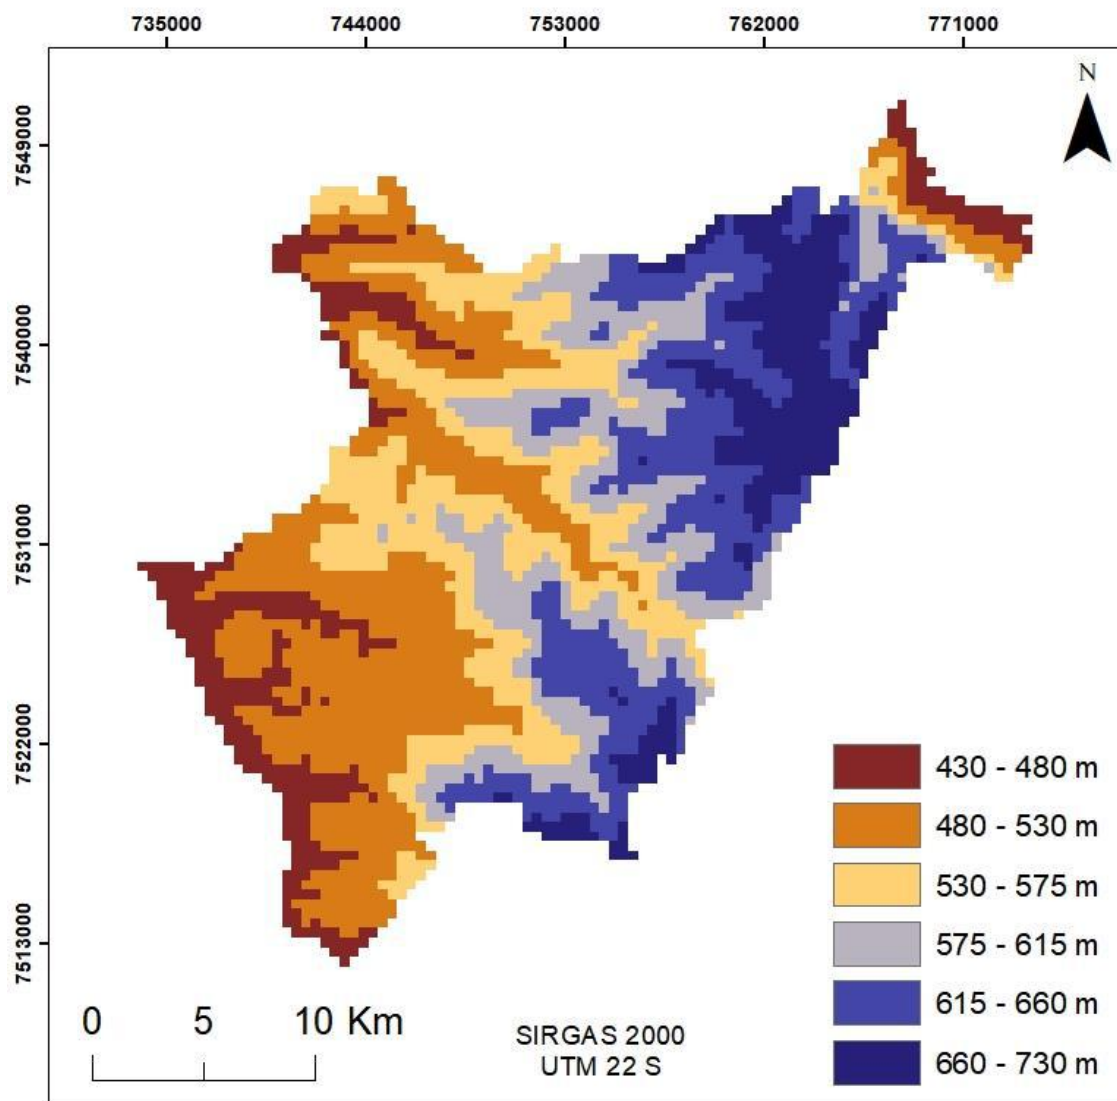 735000 744000 753000 762000 771000
N
7549000
7540000
7531000
7522000
7513000
430 - 480 m
480 - 530 m
530 - 575 m
575 - 615 m
615 - 660 m
660 - 730 m
0 5 10 Km
SIRGAS 2000
UTM 22 S